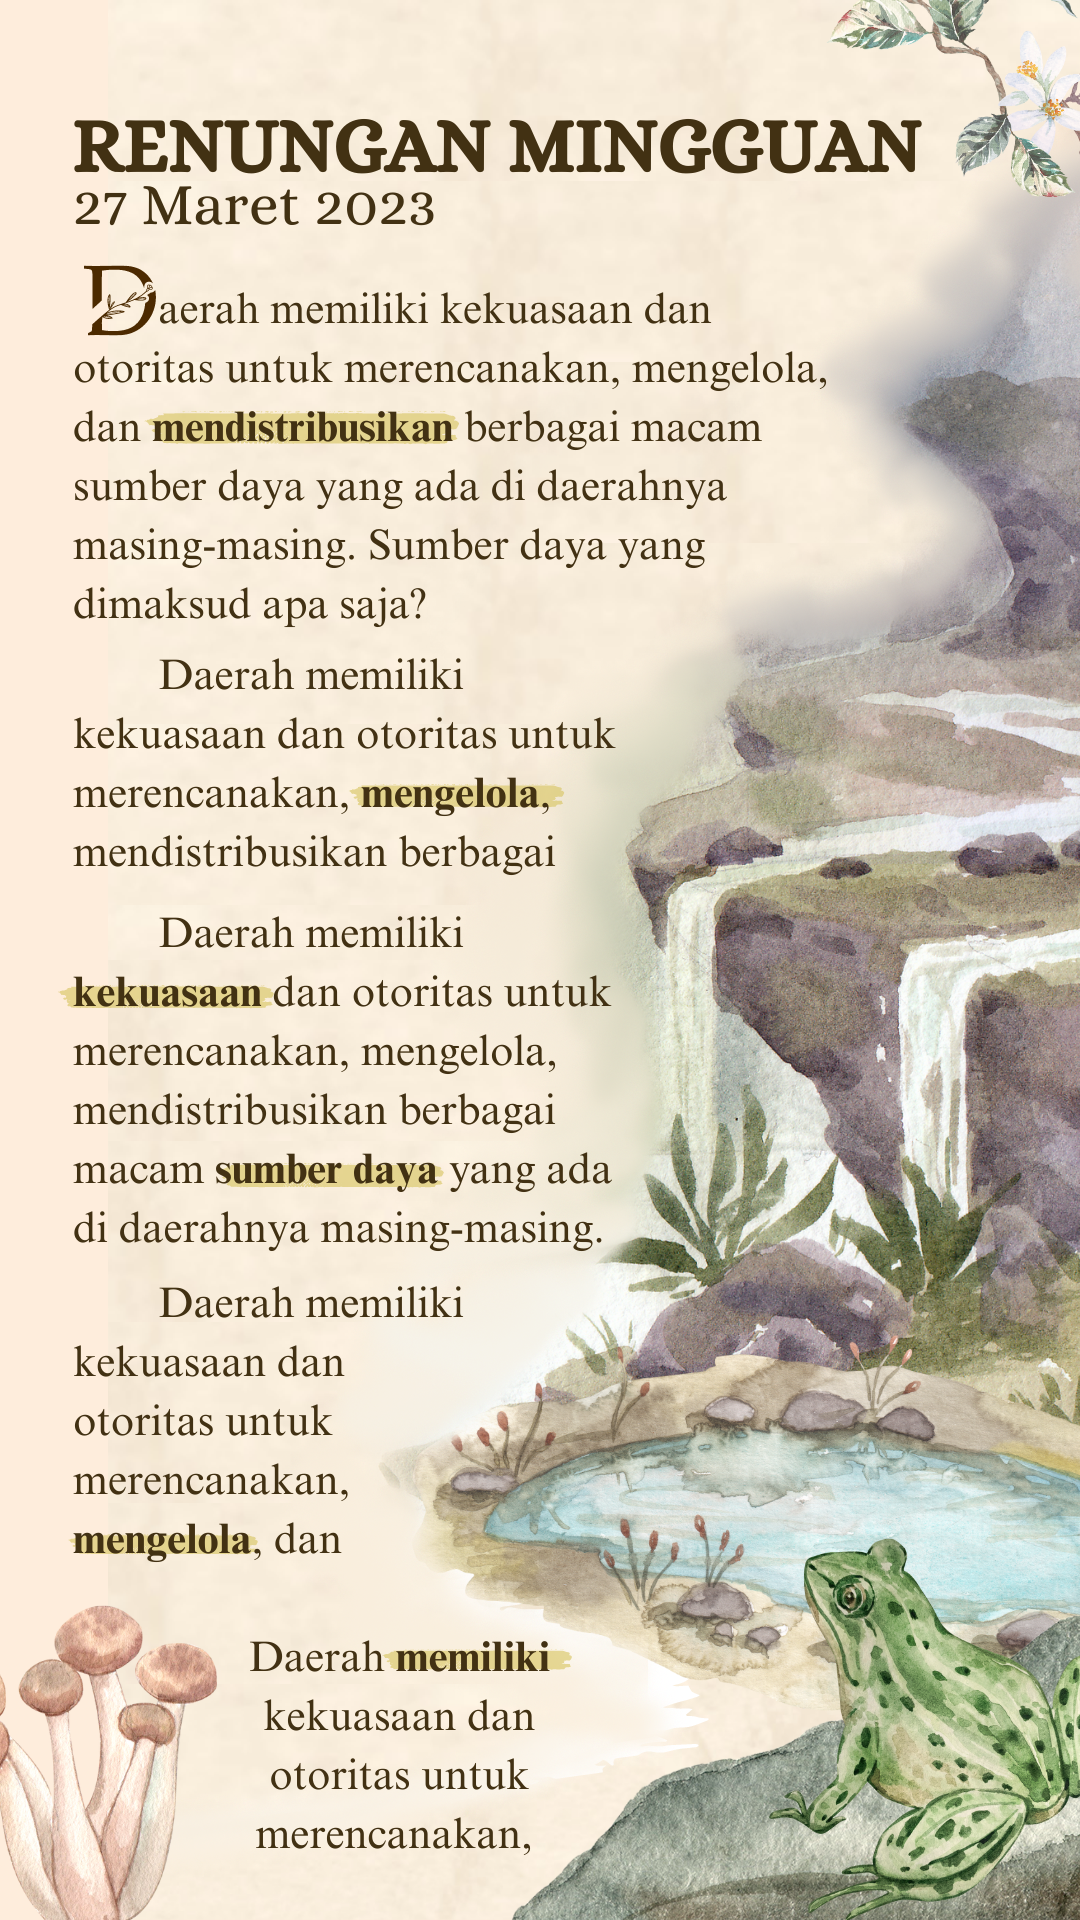 RENUNGAN MINGGUAN
27 Maret 2023
Daerah memiliki kekuasaan dan
otoritas untuk merencanakan, mengelola,
dan mendistribusikan berbagai macam
sumber daya yang ada di daerahnya
masing-masing. Sumber daya yang
dimaksud apa saja?
Daerah memiliki
kekuasaan dan otoritas untuk
merencanakan, mengelola,
mendistribusikan berbagai
Daerah memiliki
kekuasaan dan otoritas untuk
merencanakan, mengelola,
mendistribusikan berbagai
macam sumber daya yang ada
di daerahnya masing-masing.
Daerah memiliki
kekuasaan dan
otoritas untuk
merencanakan,
mengelola, dan
Daerah memiliki
kekuasaan dan
otoritas untuk
merencanakan,